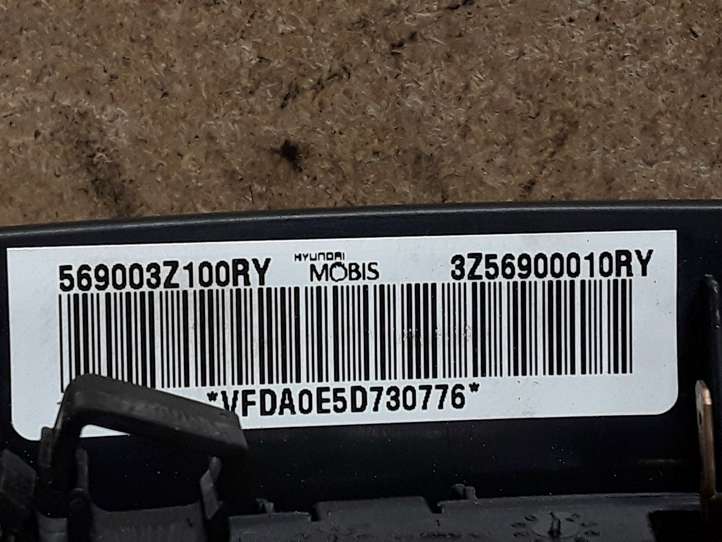 569003Z100RY HYUNDAI MOBIS 3Z56900010RY
*VFDA0E5D730776*